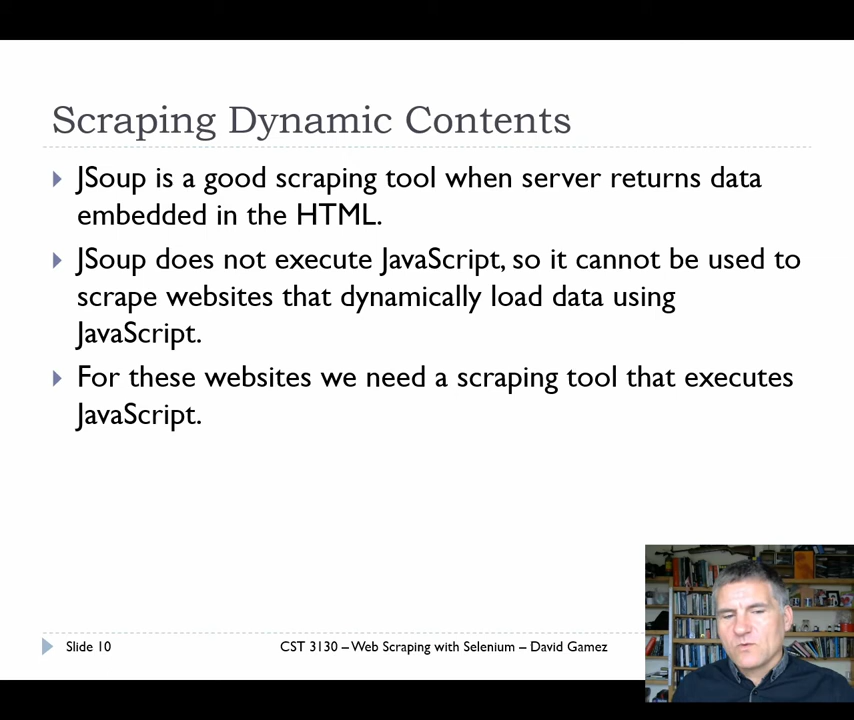 Scraping Dynamic Contents
JSoup is a good scraping tool when server returns data
embedded in the HTML.
JSoup does not execute JavaScript, so it cannot be used to
scrape websites that dynamically load data using
JavaScript.
For these websites we need a scraping tool that executes
JavaScript.
Slide 10
CST 3130 – Web Scraping with Selenium – David Gamez